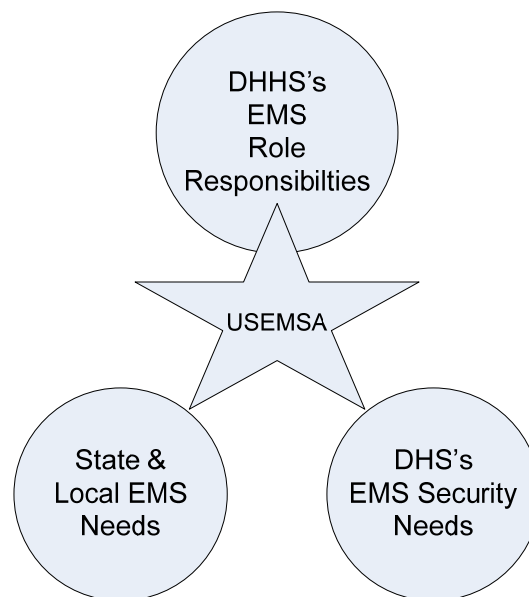 DHHS's
EMS
Role
Responsibilties
USEMSA
State &
Local EMS
Needs
DHS's
EMS Security
Needs